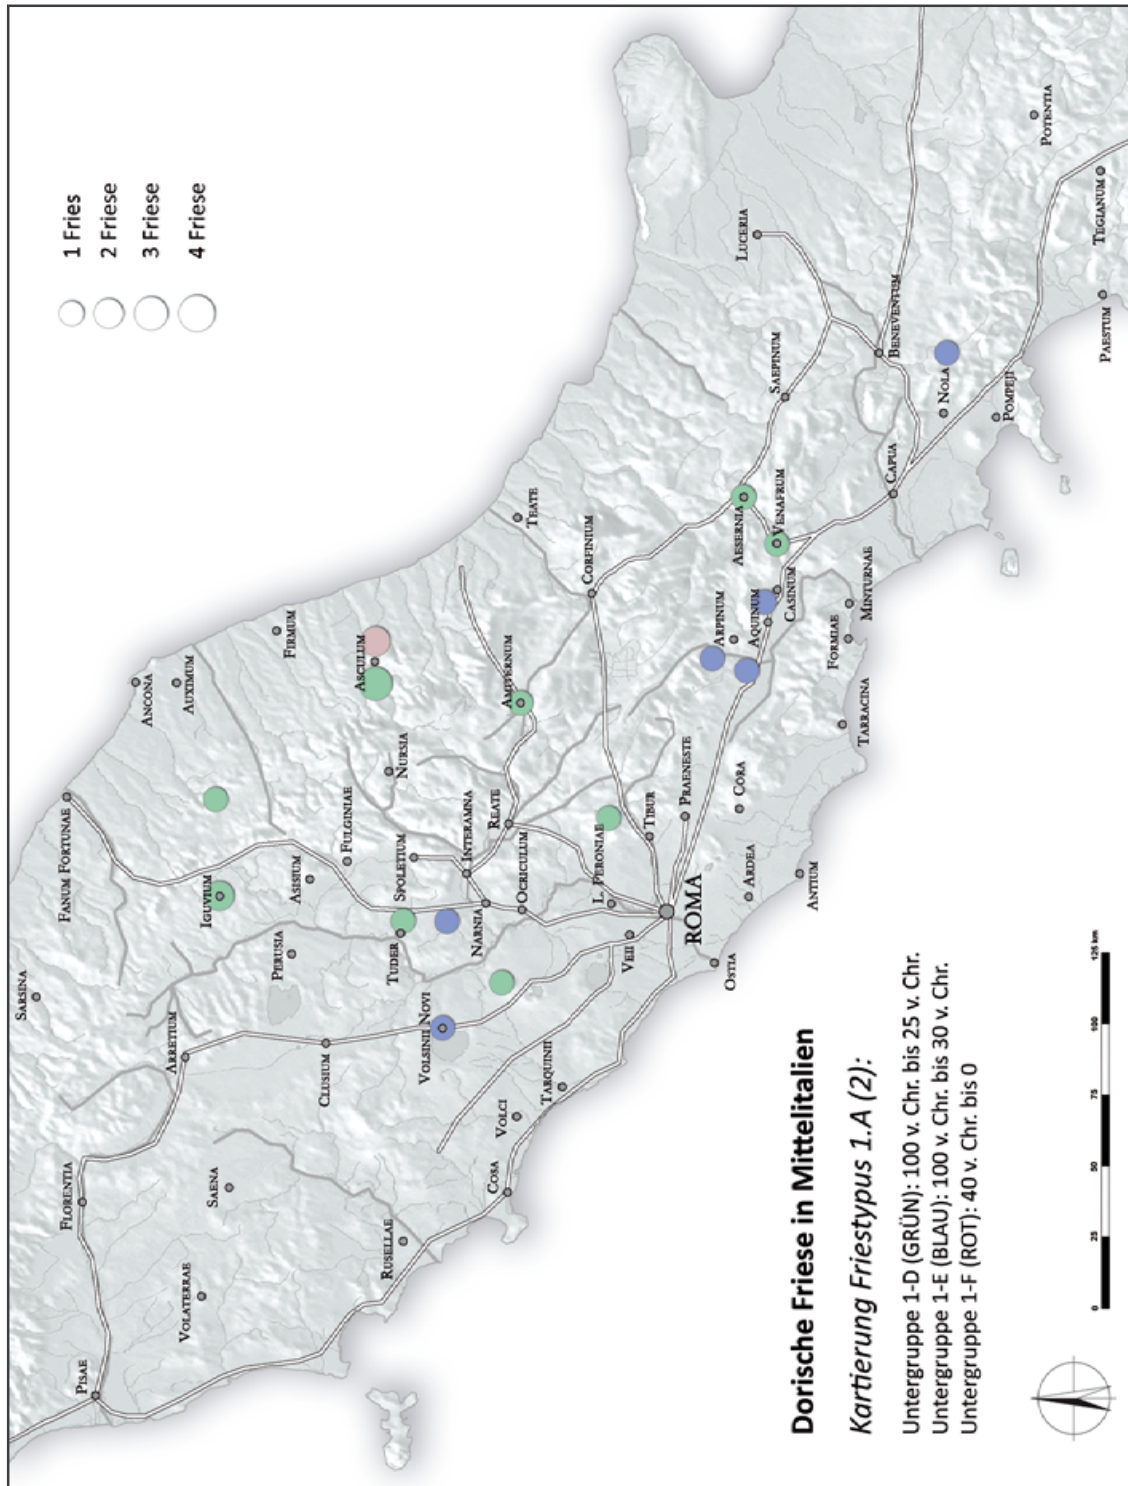 1 Fries
2 Friese
3 Friese
4 Friese
Sarsina
Fanum Fortunae
Ancona
Auximum
Pisae
Florentia
Arretium
Iguvium
Firmum
Volaterrae
Saena
Perusia
Asisium
Fulginiae
Nursia
Asculum
Clusium
Tuder
Spoletium
Interamna
Reate
Amiternum
Teate
Rusellae
Volsinii Novi
Narnia
Ocriculum
Corfinium
Cosa
Volci
Tarquinii
Veii
L. Peroniae
Tibur
Praeneste
ROMA
Ostia
Ardea
Cora
Antium
Arpinum
Aquinum
Casinum
Aesernia
Venafrum
Saepinum
Luceria
Tarracina
Formiae
Minturnae
Capua
Beneventum
Nola
Pompeji
Potentia
Paestum
Tegianum
Dorische Friese in Mittelitalien
Kartierung Friestypus 1.A (2):
Untergruppe 1-D (GRÜN): 100 v. Chr. bis 25 v. Chr.
Untergruppe 1-E (BLAU): 100 v. Chr. bis 30 v. Chr.
Untergruppe 1-F (ROT): 40 v. Chr. bis 0
0 25 50 75 100 125 km